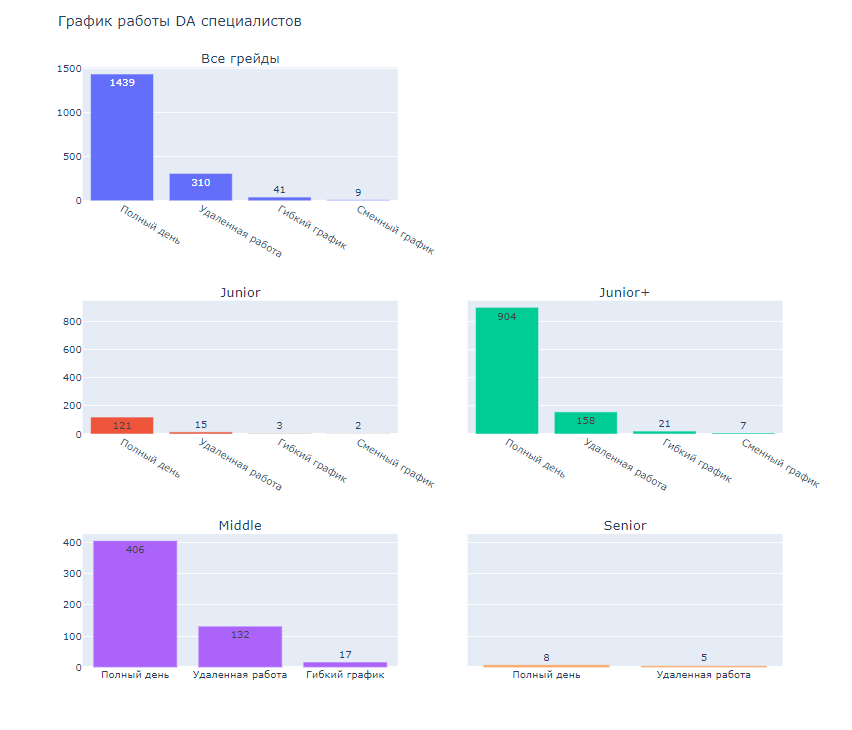 График работы DA специалистов
Все грейды
1500
1000
500
0
1439
310
41
9
Полный день
Удаленная работа
Гибкий график
Сменный график
Junior
800
600
400
200
0
121
15
3
2
Полный день
Удаленная работа
Гибкий график
Сменный график
Junior+
904
158
21
7
Полный день
Удаленная работа
Гибкий график
Сменный график
Middle
400
300
200
100
0
406
132
17
Полный день
Удаленная работа
Гибкий график
Senior
8
5
Полный день
Удаленная работа